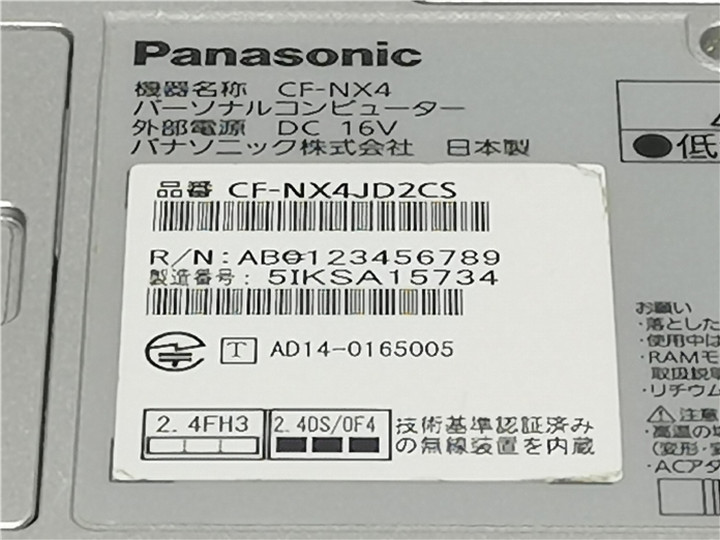 Panasonic
機器名称 CF-NX4
パーソナルコンピューター
外部電源 DC 16V
パナソニック株式会社 日本製
品番 CF-NX4JD2CS
R/N: AB0123456789
製造番号: 5IKSA15734
T AD14-0165005
2.4FH3
2.4DS/OF4
技術基準認証済み
の無線装置を内蔵
●低
お願い
・落とした
・使用中は
・RAMモ
取扱説
・リチウム
⚠注意
・高温の
(変形・
・ACアダ